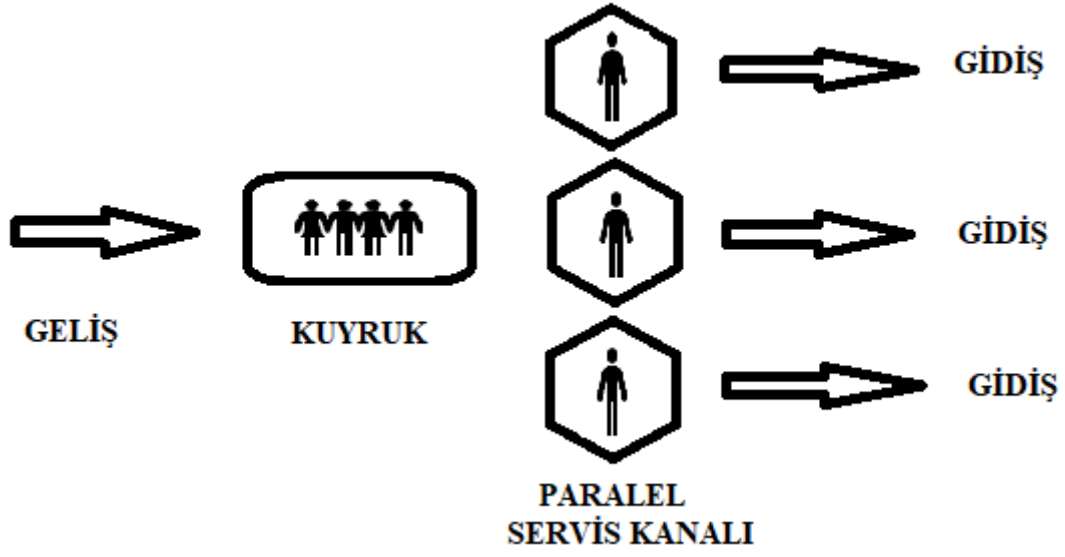 GİDİŞ
GİDİŞ
GELİŞ
KUYRUK
GİDİŞ
PARALEL
SERVİS KANALI